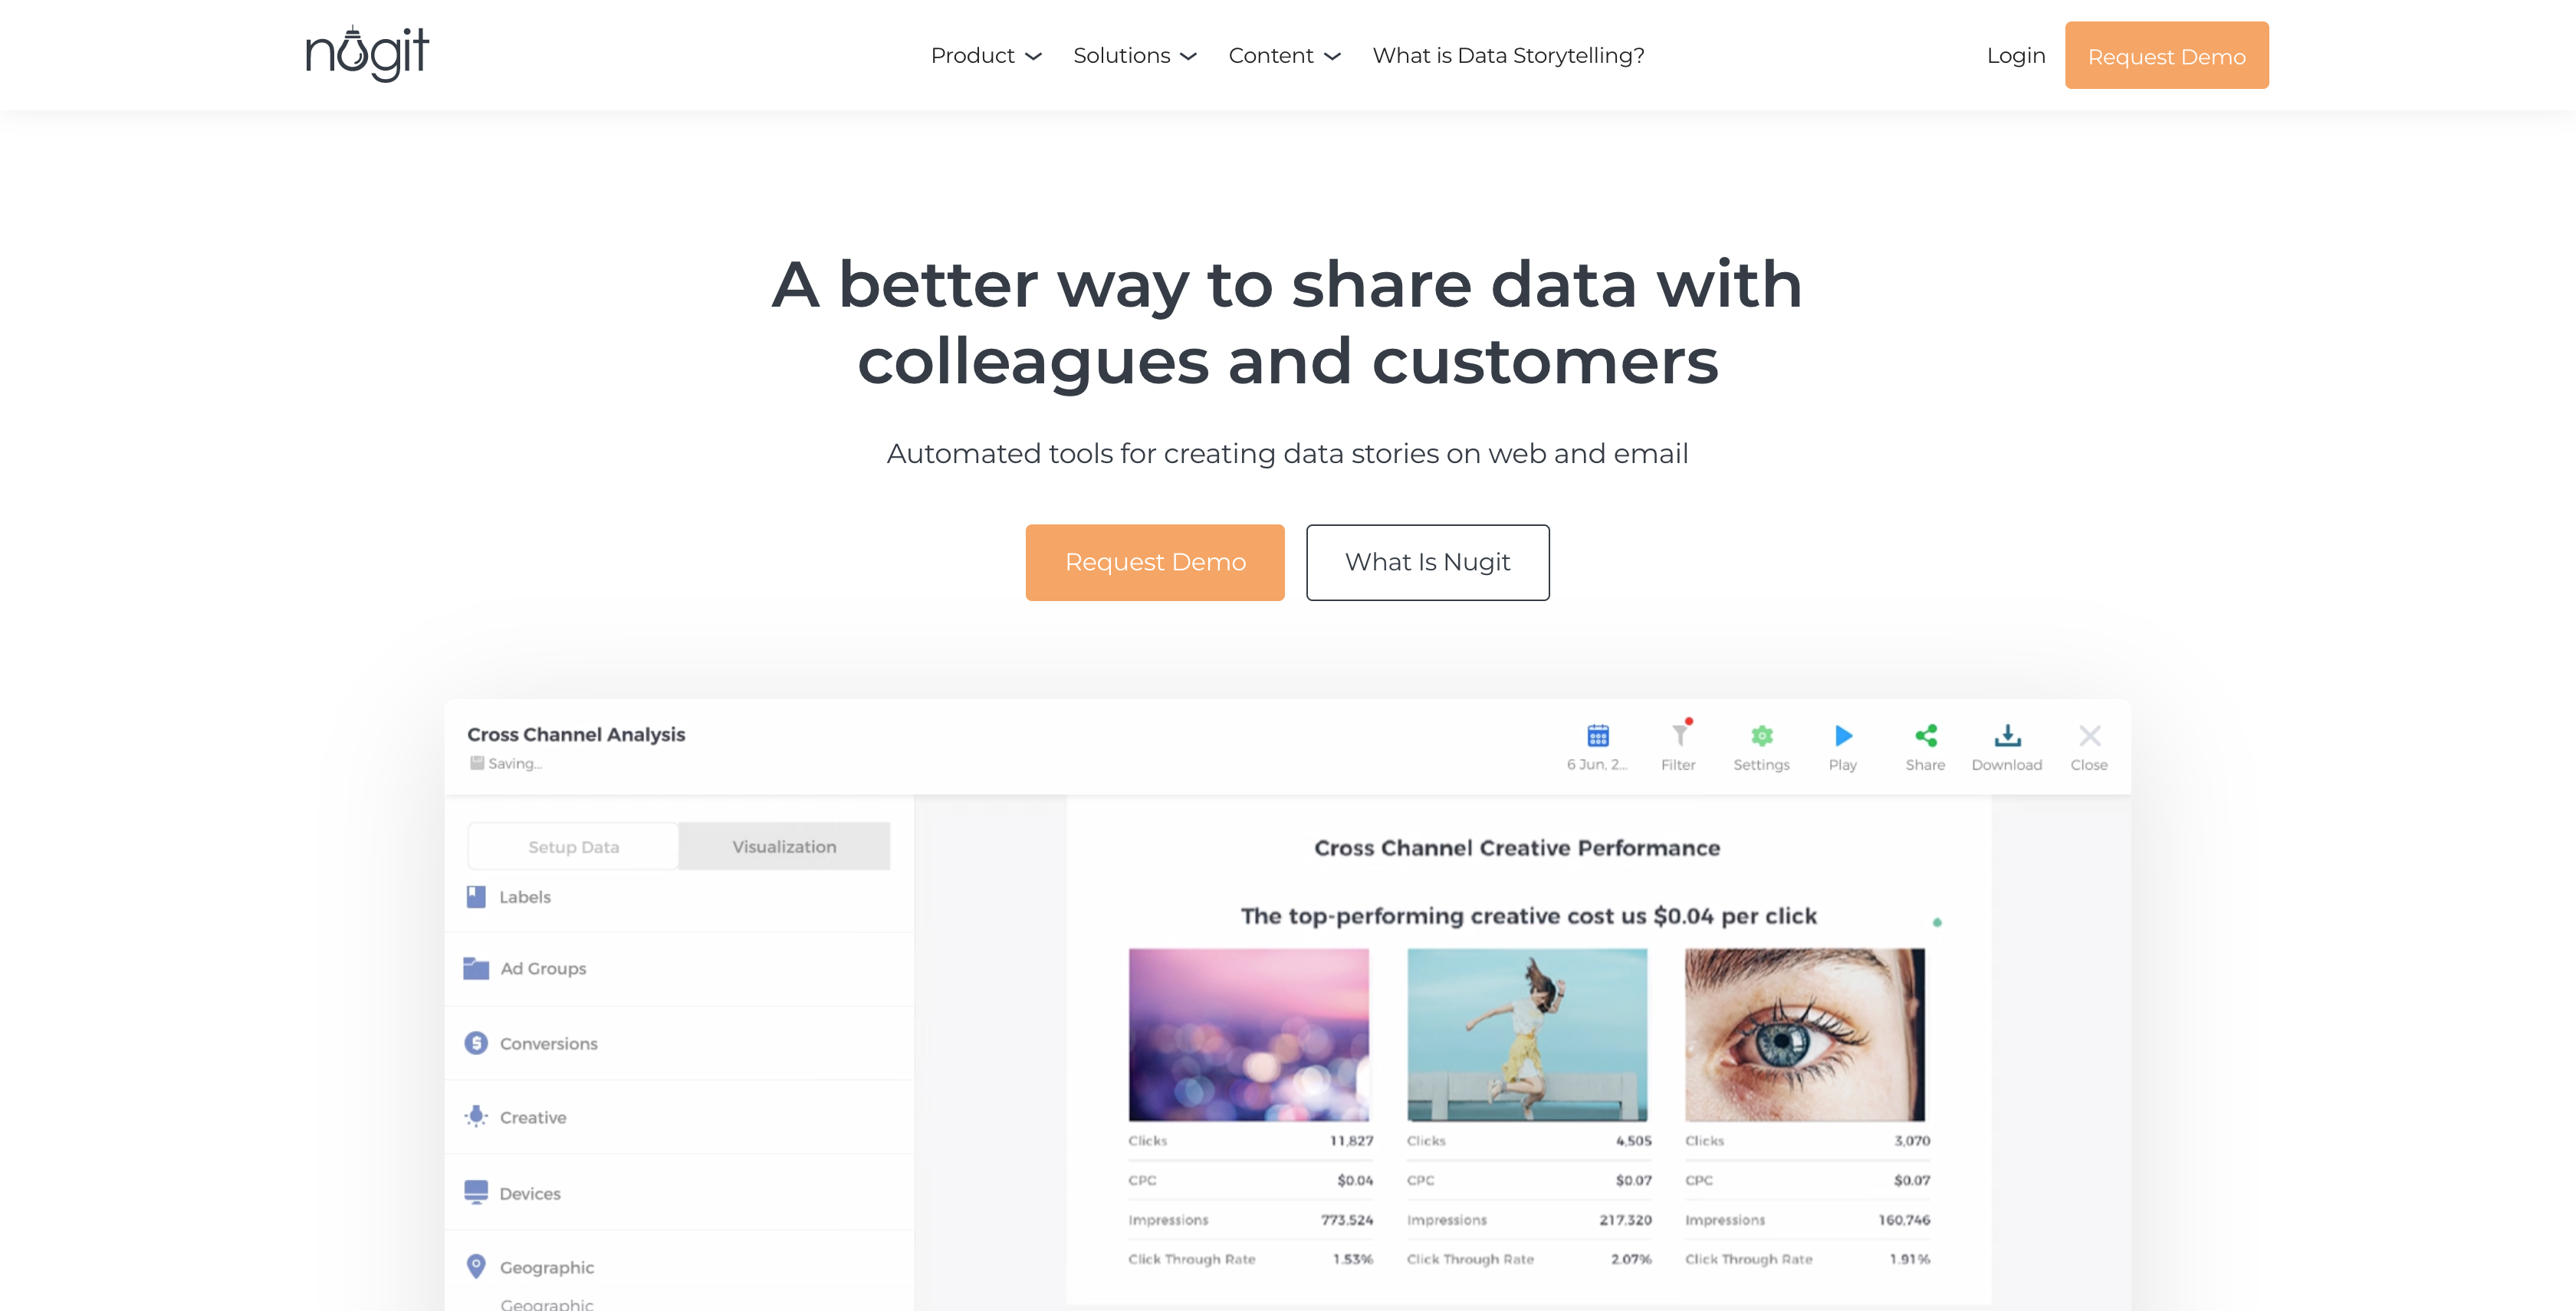 nugit
Product
Solutions
Content
What is Data Storytelling?
Login
Request Demo
A better way to share data with
colleagues and customers
Automated tools for creating data stories on web and email
Request Demo
What Is Nugit
Cross Channel Analysis
Saving...
6 Jun, 2...
Filter
Settings
Play
Share
Download
Close
Setup Data
Visualization
Labels
Ad Groups
Conversions
Creative
Devices
Geographic
Geographic
Cross Channel Creative Performance
The top-performing creative cost us $0.04 per click
Clicks 11,827
CPC $0.04
Impressions 773,524
Click Through Rate 1.53%
Clicks 4,505
CPC $0.07
Impressions 217,320
Click Through Rate 2.07%
Clicks 3,070
CPC $0.07
Impressions 160,746
Click Through Rate 1.91%